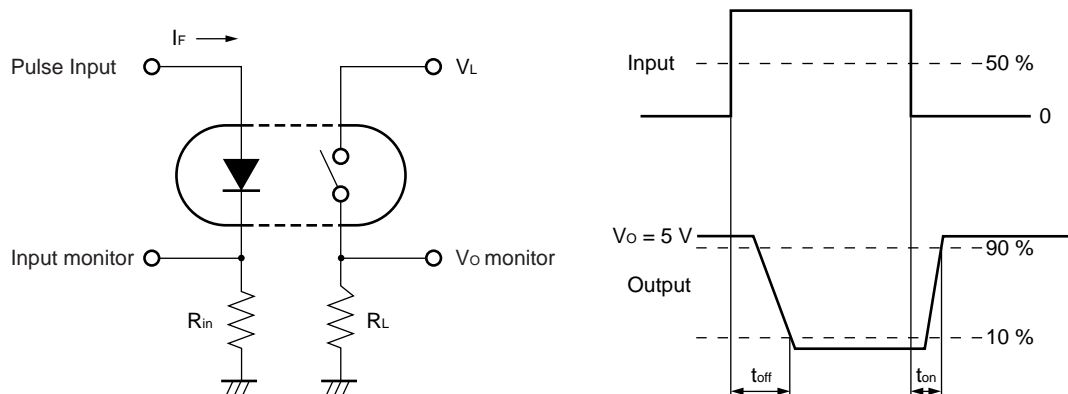 IF
Pulse Input
VL
Input monitor
VO monitor
Rin
RL
Input
50 %
0
VO = 5 V
90 %
Output
10 %
toff
ton